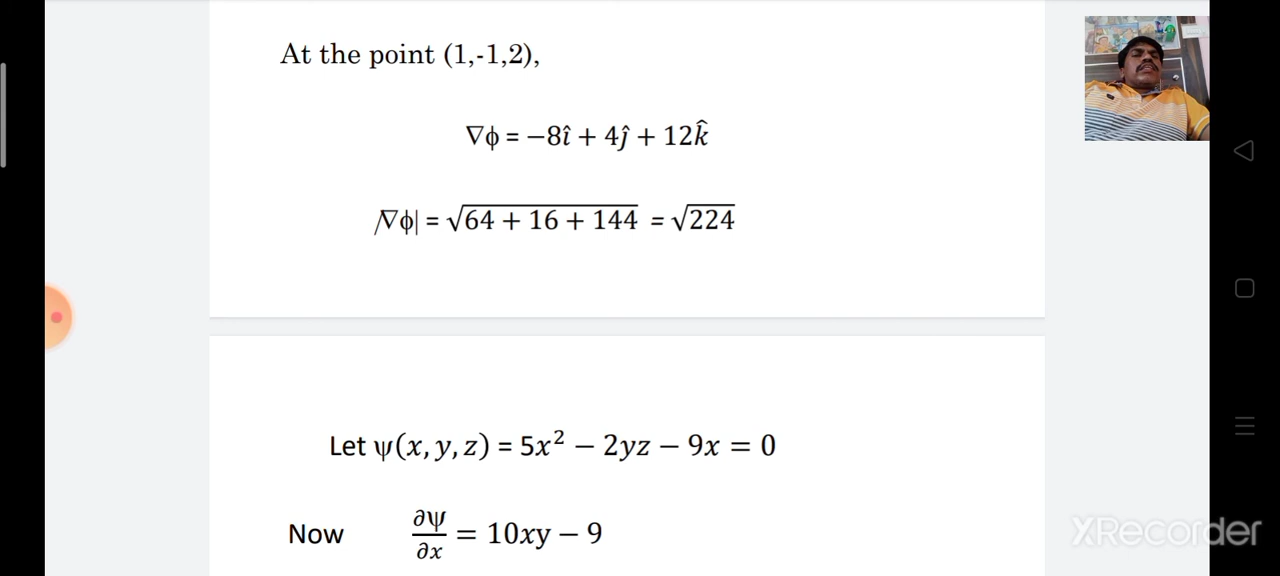 At the point (1,-1,2),
∇ϕ = −8î + 4ĵ + 12k̂
/∇ϕ| = √64 + 16 + 144 = √224
Let ψ(x, y, z) = 5x² − 2yz − 9x = 0
Now ∂ψ/∂x = 10xy − 9
XRecorder